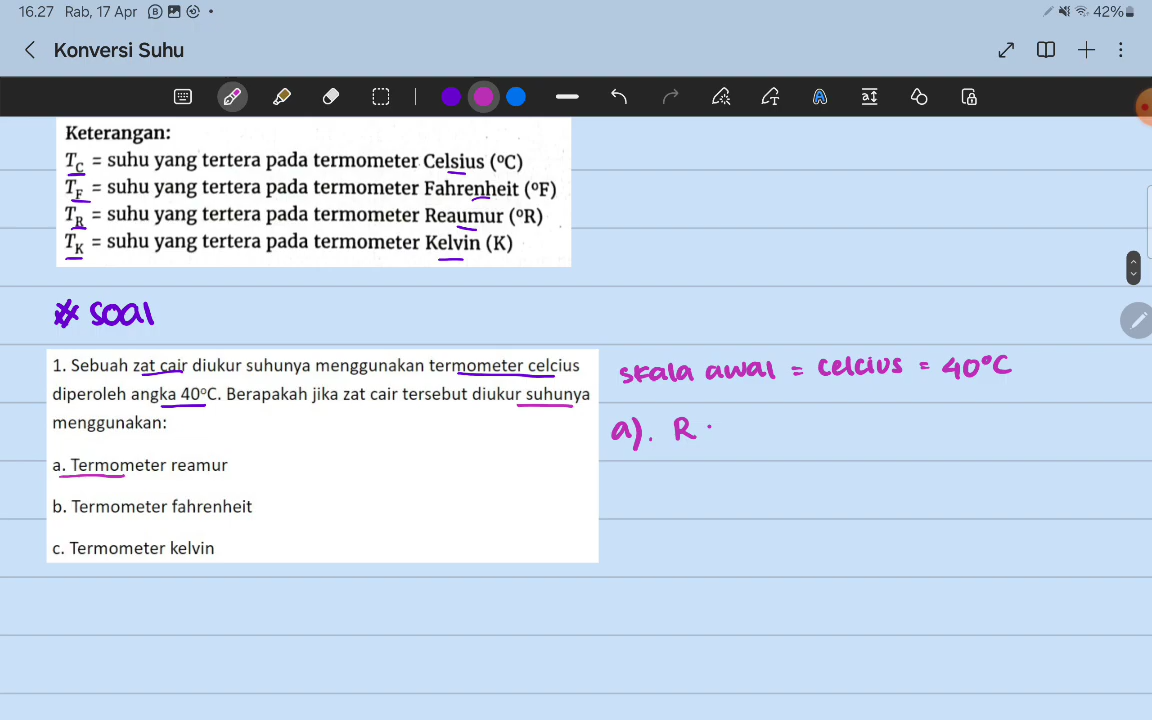 16.27 Rab, 17 Apr
42%
Konversi Suhu
Keterangan:
T_C = suhu yang tertera pada termometer Celsius (°C)
T_F = suhu yang tertera pada termometer Fahrenheit (°F)
T_R = suhu yang tertera pada termometer Reaumur (°R)
T_K = suhu yang tertera pada termometer Kelvin (K)
# soal
1. Sebuah zat cair diukur suhunya menggunakan termometer celcius
diperoleh angka 40°C. Berapakah jika zat cair tersebut diukur suhunya
menggunakan:
a. Termometer reamur
b. Termometer fahrenheit
c. Termometer kelvin
skala awal = celcius = 40°C
a). R ·